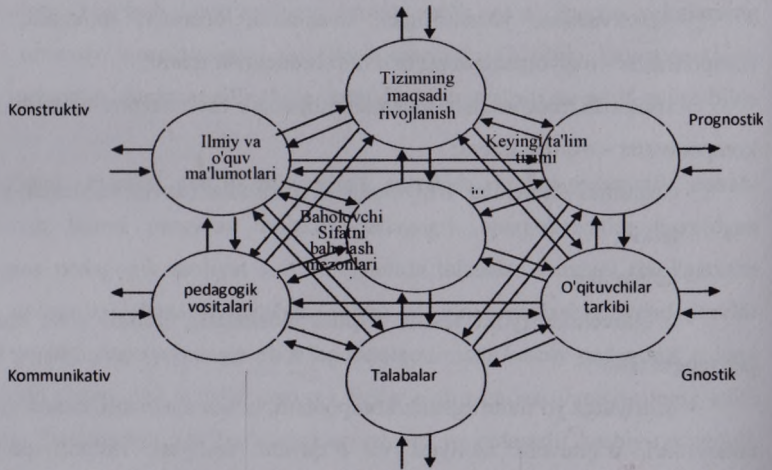 Tizimning
maqsadi
rivojlanish
Konstruktiv
Prognostik
Ilmiy va
o'quv
ma'lumotlari
Keyingi ta'lim
tizimi
Baholovchi
Sifatni
baholash
mezonlari
pedagogik
vositalari
O'qituvchilar
tarkibi
Kommunikativ
Talabalar
Gnostik